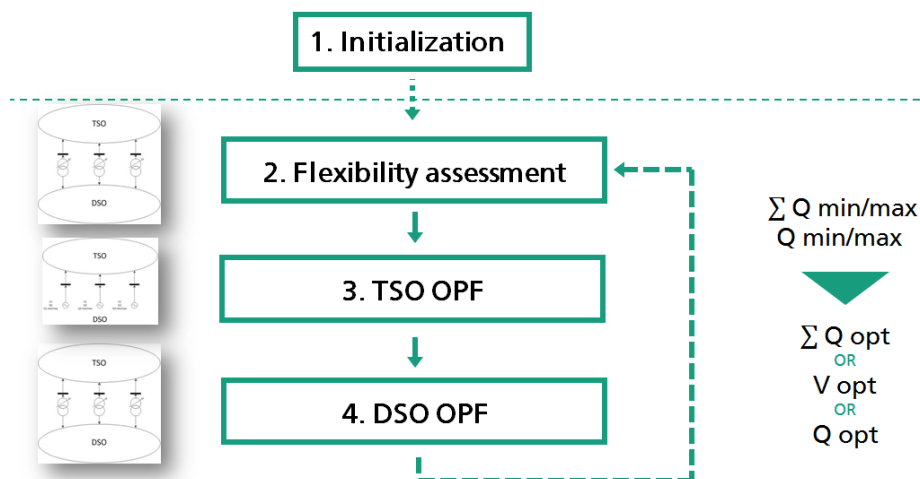 1. Initialization
TSO
DSO
2. Flexibility assessment
∑ Q min/max
Q min/max
TSO
DSO
3. TSO OPF
∑ Q opt
OR
V opt
OR
Q opt
TSO
DSO
4. DSO OPF